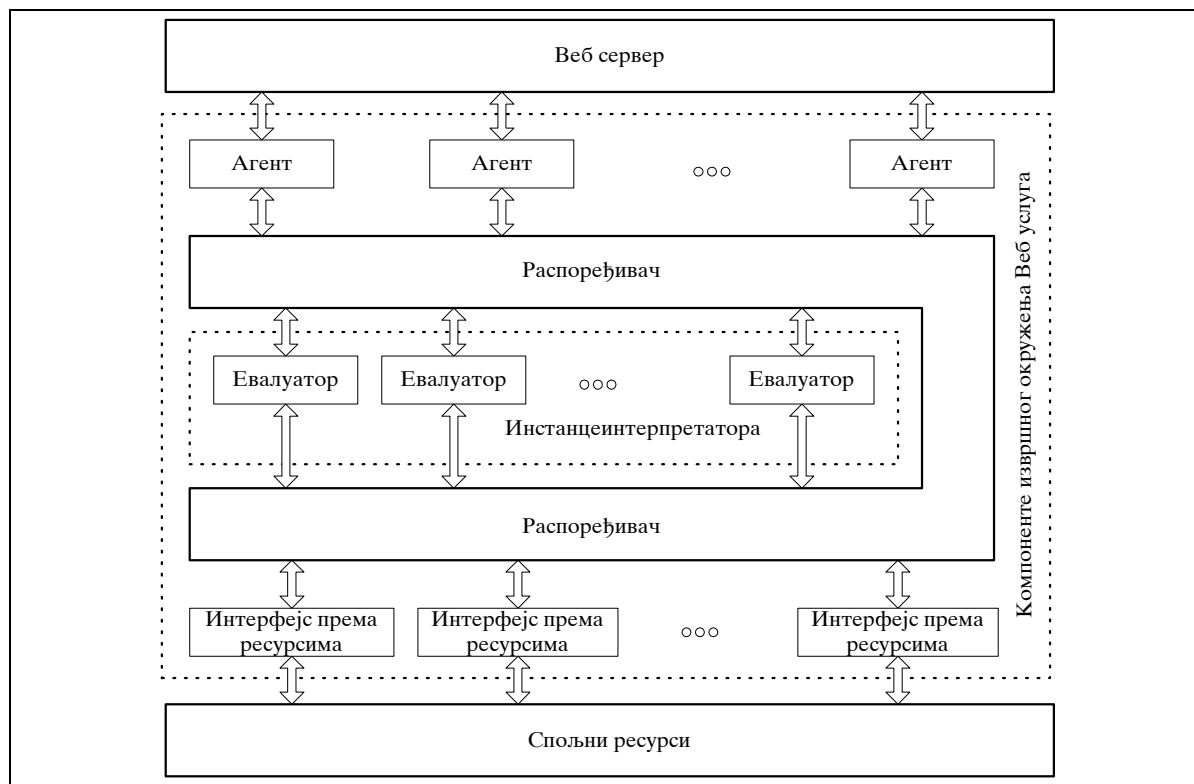 Веб сервер
Агент
Агент
Агент
Распоређивач
Евалуатор
Евалуатор
Евалуатор
Инстанцеинтерпретатора
Распоређивач
Интерфејс према
ресурсима
Интерфејс према
ресурсима
Интерфејс према
ресурсима
Спољни ресурси
Компоненте извршног окружења Веб услуга